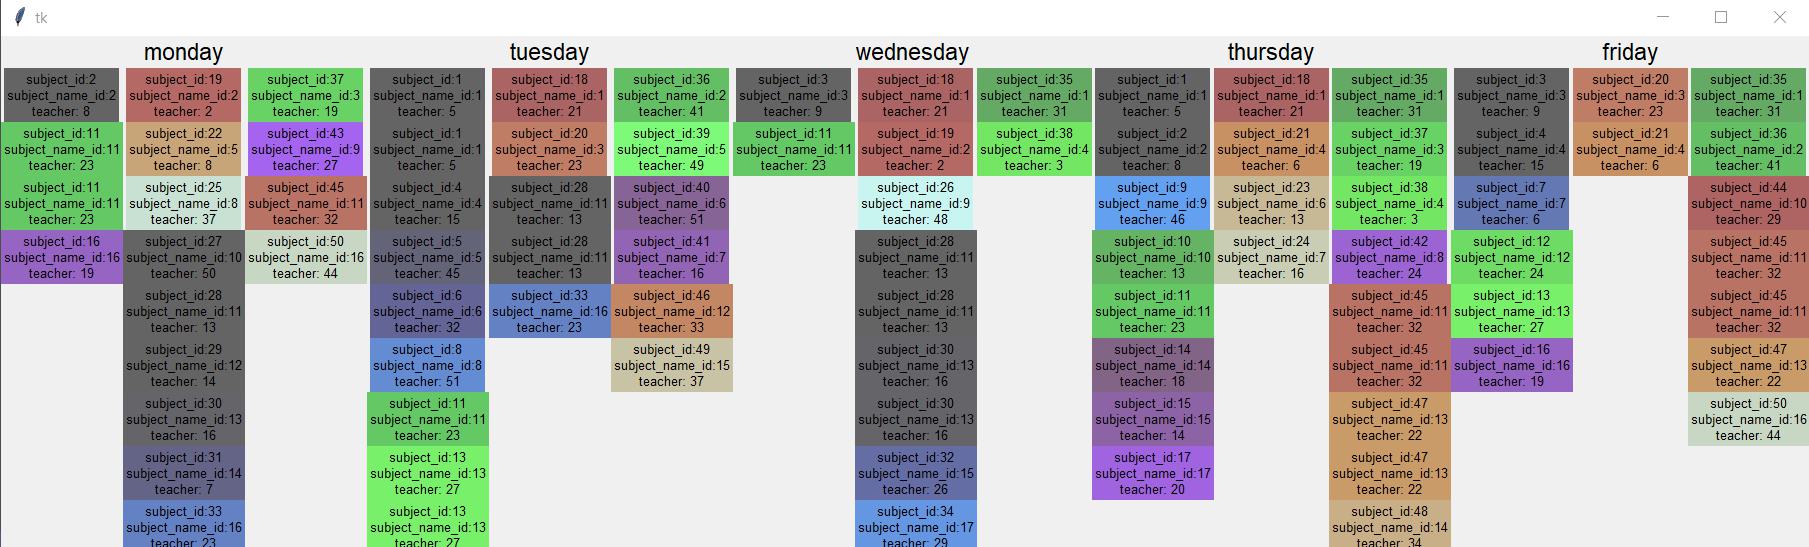 tk
monday
subject_id:2
subject_name_id:2
teacher: 8
subject_id:11
subject_name_id:11
teacher: 23
subject_id:11
subject_name_id:11
teacher: 23
subject_id:16
subject_name_id:16
teacher: 19
subject_id:19
subject_name_id:2
teacher: 2
subject_id:22
subject_name_id:5
teacher: 8
subject_id:25
subject_name_id:8
teacher: 37
subject_id:27
subject_name_id:10
teacher: 50
subject_id:28
subject_name_id:11
teacher: 13
subject_id:29
subject_name_id:12
teacher: 14
subject_id:30
subject_name_id:13
teacher: 16
subject_id:31
subject_name_id:14
teacher: 7
subject_id:33
subject_name_id:16
teacher: 23
subject_id:37
subject_name_id:3
teacher: 19
subject_id:43
subject_name_id:9
teacher: 27
subject_id:45
subject_name_id:11
teacher: 32
subject_id:50
subject_name_id:16
teacher: 44
tuesday
subject_id:1
subject_name_id:1
teacher: 5
subject_id:1
subject_name_id:1
teacher: 5
subject_id:4
subject_name_id:4
teacher: 15
subject_id:5
subject_name_id:5
teacher: 45
subject_id:6
subject_name_id:6
teacher: 32
subject_id:8
subject_name_id:8
teacher: 51
subject_id:11
subject_name_id:11
teacher: 23
subject_id:13
subject_name_id:13
teacher: 27
subject_id:13
subject_name_id:13
teacher: 27
subject_id:18
subject_name_id:1
teacher: 21
subject_id:20
subject_name_id:3
teacher: 23
subject_id:28
subject_name_id:11
teacher: 13
subject_id:28
subject_name_id:11
teacher: 13
subject_id:33
subject_name_id:16
teacher: 23
subject_id:36
subject_name_id:2
teacher: 41
subject_id:39
subject_name_id:5
teacher: 49
subject_id:40
subject_name_id:6
teacher: 51
subject_id:41
subject_name_id:7
teacher: 16
subject_id:46
subject_name_id:12
teacher: 33
subject_id:49
subject_name_id:15
teacher: 37
wednesday
subject_id:3
subject_name_id:3
teacher: 9
subject_id:11
subject_name_id:11
teacher: 23
subject_id:18
subject_name_id:1
teacher: 21
subject_id:19
subject_name_id:2
teacher: 2
subject_id:26
subject_name_id:9
teacher: 48
subject_id:28
subject_name_id:11
teacher: 13
subject_id:28
subject_name_id:11
teacher: 13
subject_id:30
subject_name_id:13
teacher: 16
subject_id:30
subject_name_id:13
teacher: 16
subject_id:32
subject_name_id:15
teacher: 26
subject_id:34
subject_name_id:17
teacher: 29
subject_id:35
subject_name_id:1
teacher: 31
subject_id:38
subject_name_id:4
teacher: 3
thursday
subject_id:1
subject_name_id:1
teacher: 5
subject_id:2
subject_name_id:2
teacher: 8
subject_id:9
subject_name_id:9
teacher: 46
subject_id:10
subject_name_id:10
teacher: 13
subject_id:11
subject_name_id:11
teacher: 23
subject_id:14
subject_name_id:14
teacher: 18
subject_id:15
subject_name_id:15
teacher: 14
subject_id:17
subject_name_id:17
teacher: 20
subject_id:18
subject_name_id:1
teacher: 21
subject_id:21
subject_name_id:4
teacher: 6
subject_id:23
subject_name_id:6
teacher: 13
subject_id:24
subject_name_id:7
teacher: 16
subject_id:35
subject_name_id:1
teacher: 31
subject_id:37
subject_name_id:3
teacher: 19
subject_id:38
subject_name_id:4
teacher: 3
subject_id:42
subject_name_id:8
teacher: 24
subject_id:45
subject_name_id:11
teacher: 32
subject_id:45
subject_name_id:11
teacher: 32
subject_id:47
subject_name_id:13
teacher: 22
subject_id:47
subject_name_id:13
teacher: 22
subject_id:48
subject_name_id:14
teacher: 34
friday
subject_id:3
subject_name_id:3
teacher: 9
subject_id:4
subject_name_id:4
teacher: 15
subject_id:7
subject_name_id:7
teacher: 6
subject_id:12
subject_name_id:12
teacher: 24
subject_id:13
subject_name_id:13
teacher: 27
subject_id:16
subject_name_id:16
teacher: 19
subject_id:20
subject_name_id:3
teacher: 23
subject_id:21
subject_name_id:4
teacher: 6
subject_id:35
subject_name_id:1
teacher: 31
subject_id:36
subject_name_id:2
teacher: 41
subject_id:44
subject_name_id:10
teacher: 29
subject_id:45
subject_name_id:11
teacher: 32
subject_id:45
subject_name_id:11
teacher: 32
subject_id:47
subject_name_id:13
teacher: 22
subject_id:50
subject_name_id:16
teacher: 44